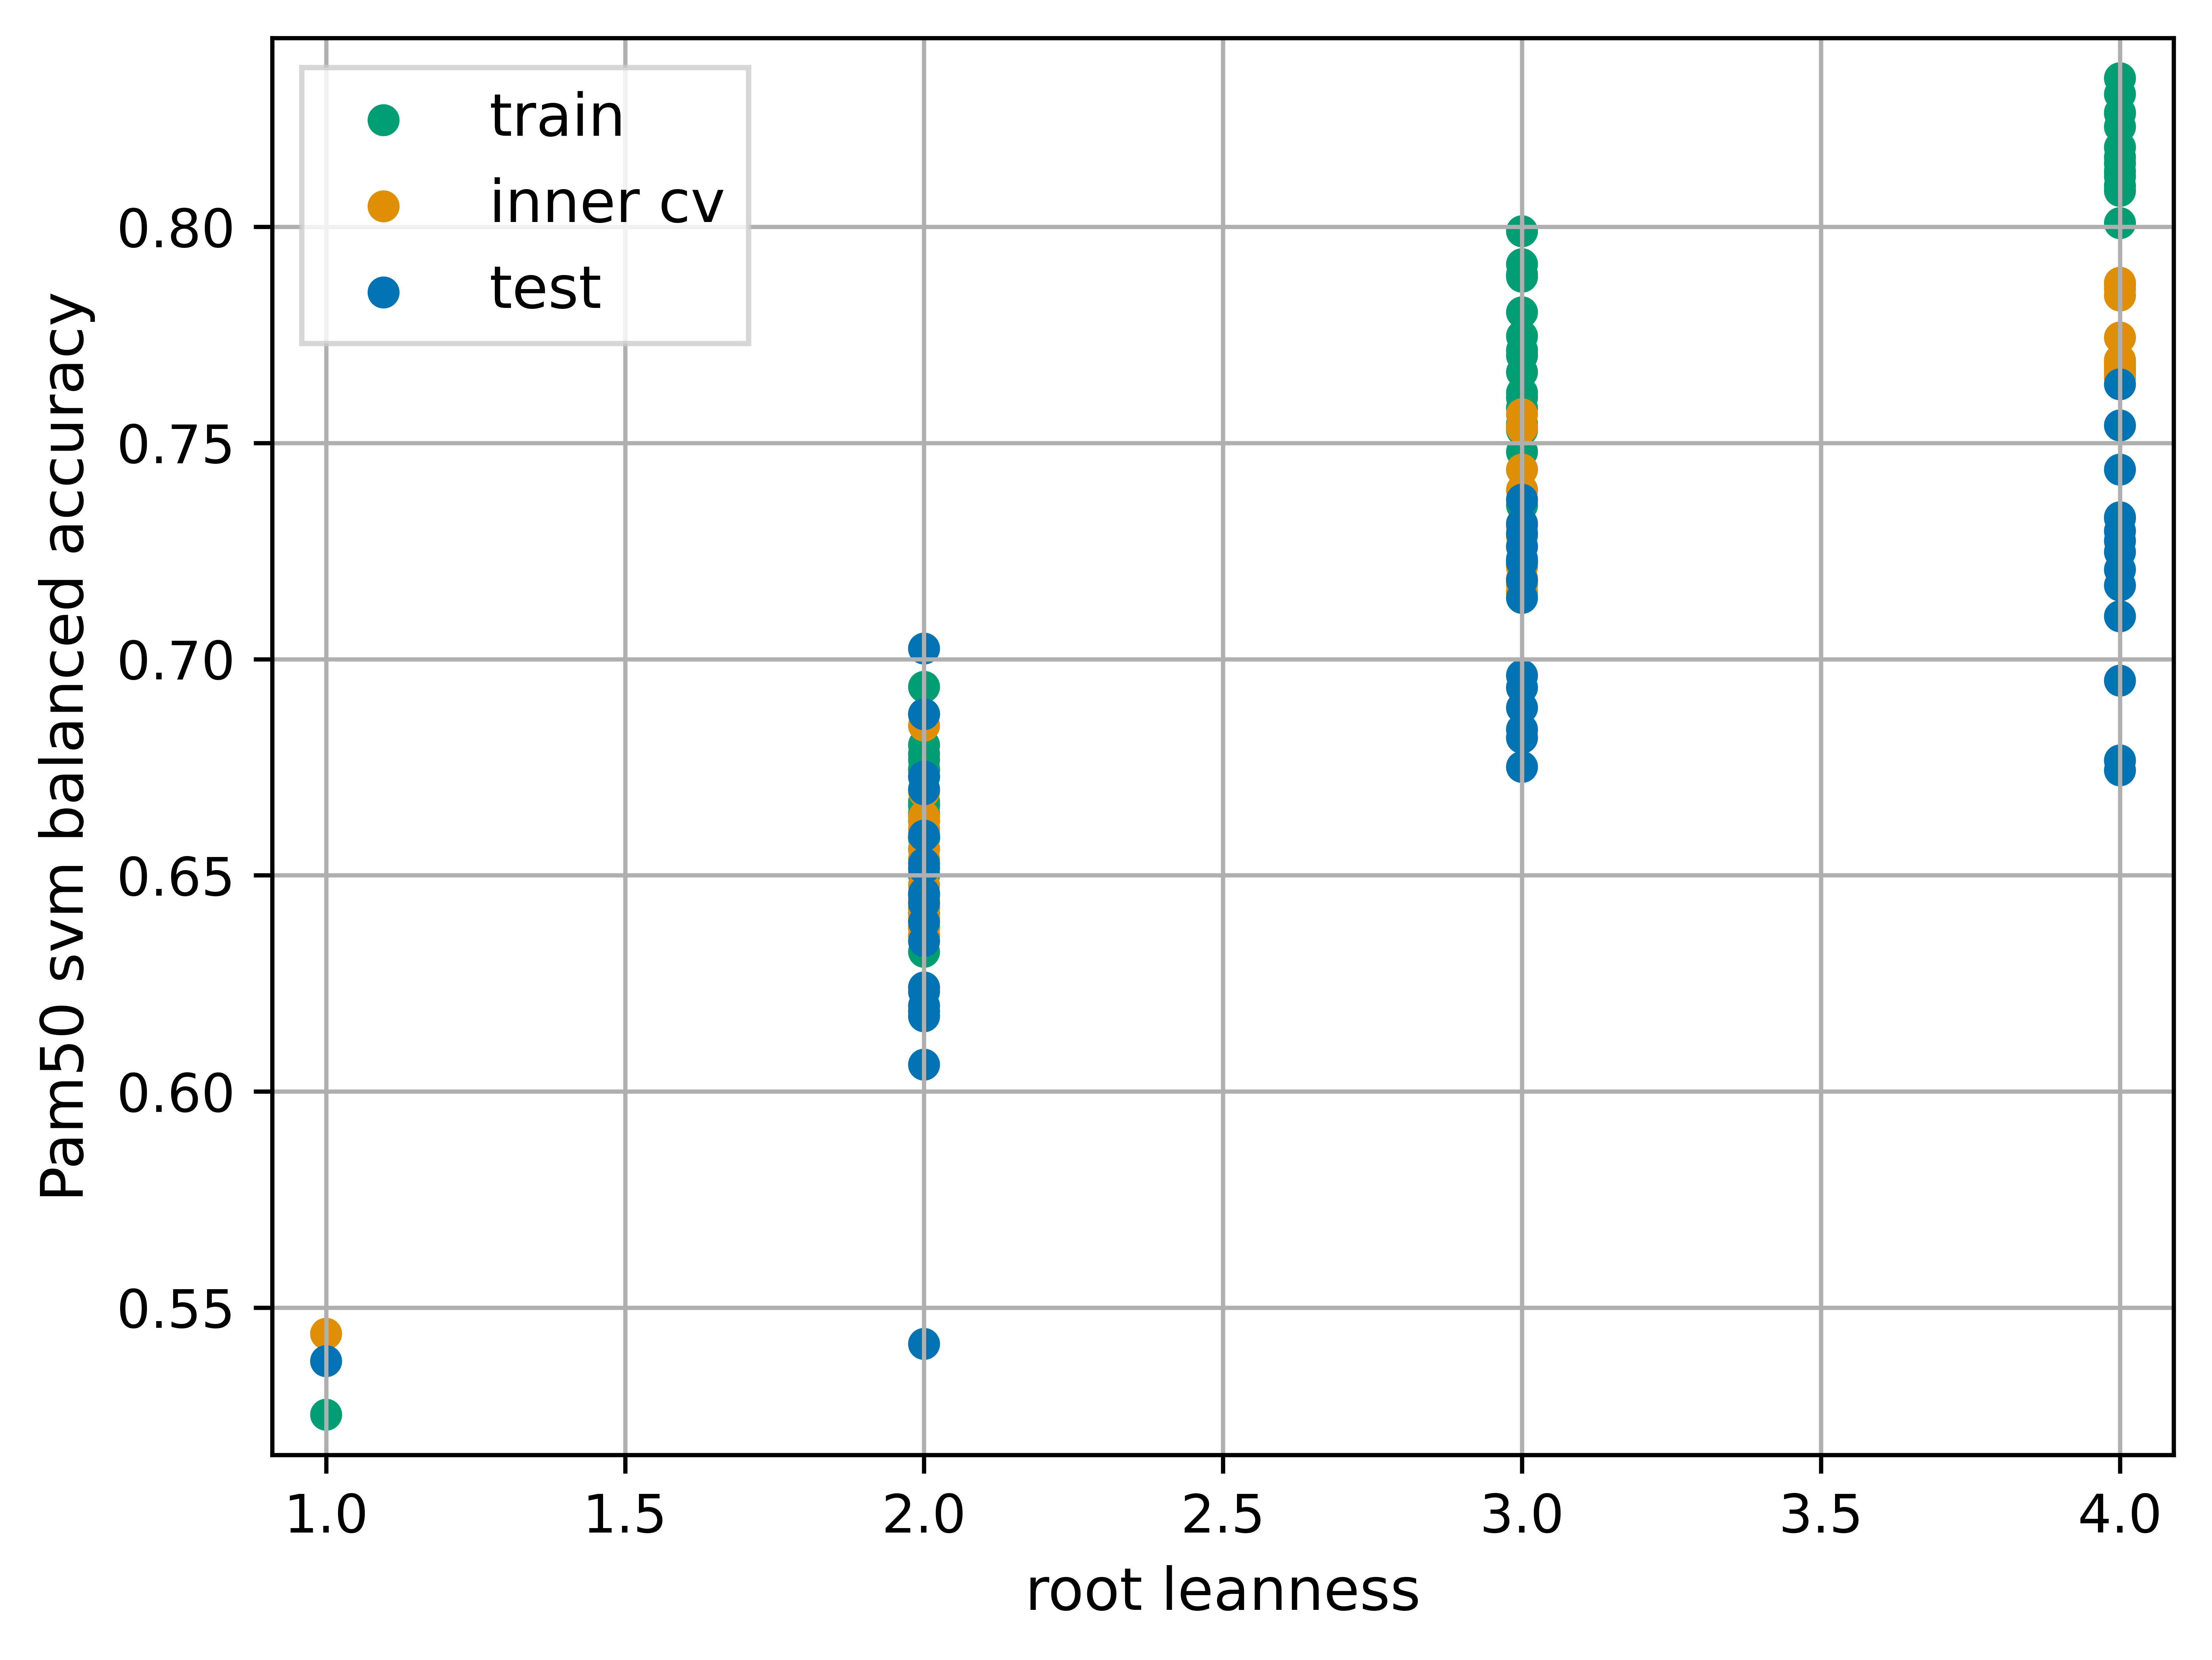 train
inner cv
test
Pam50 svm balanced accuracy
0.80
0.75
0.70
0.65
0.60
0.55
1.0 1.5 2.0 2.5 3.0 3.5 4.0
root leanness